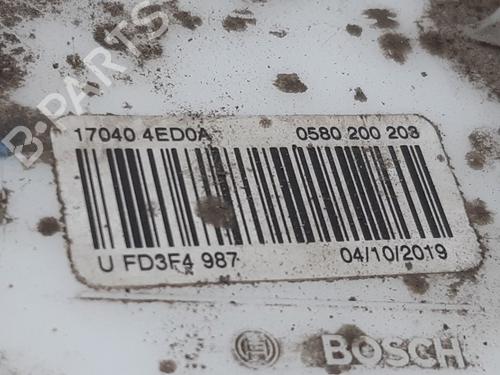 B-PARTS
17040 4ED0A 0580 200 203
U FD3F4 987 04/10/2019
BOSCH